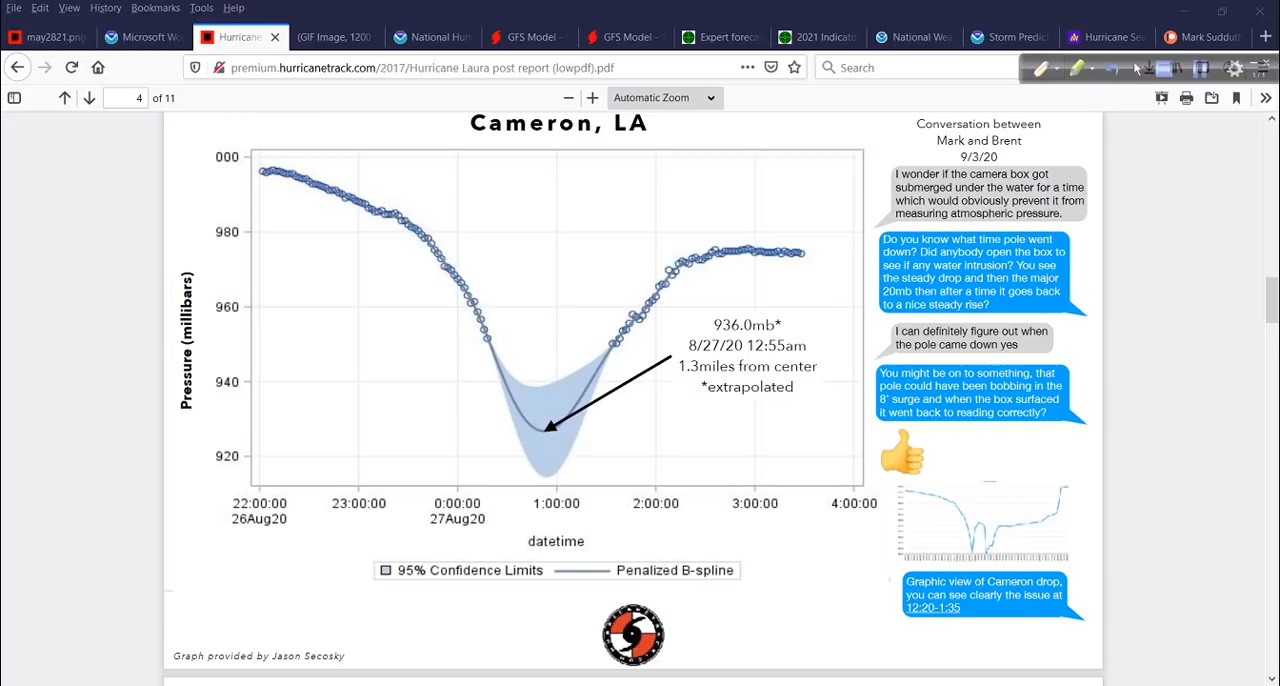 File Edit View History Bookmarks Tools Help
may2821.png
Microsoft Wo
Hurricane
(GIF Image, 1200
National Hur
GFS Model -
GFS Model -
Expert foreca
2021 Indicato
National Wea
Storm Predic
Hurricane Sea
Mark Suddut
premium.hurricanetrack.com/2017/Hurricane Laura post report (lowpdf).pdf
Search
4 of 11
Automatic Zoom
Cameron, LA
000
980
960
940
920
Pressure (millibars)
936.0mb*
8/27/20 12:55am
1.3miles from center
*extrapolated
22:00:00 23:00:00 0:00:00 1:00:00 2:00:00 3:00:00 4:00:00
26Aug20 27Aug20
datetime
95% Confidence Limits Penalized B-spline
Graph provided by Jason Secosky
Conversation between
Mark and Brent
9/3/20
I wonder if the camera box got
submerged under the water for a time
which would obviously prevent it from
measuring atmospheric pressure.
Do you know what time pole went
down? Did anybody open the box to
see if any water intrusion? You see
the steady drop and then the major
20mb then after a time it goes back
to a nice steady rise?
I can definitely figure out when
the pole came down yes
You might be on to something, that
pole could have been bobbing in the
8' surge and when the box surfaced
it went back to reading correctly?
Graphic view of Cameron drop,
you can see clearly the issue at
12:20-1:35